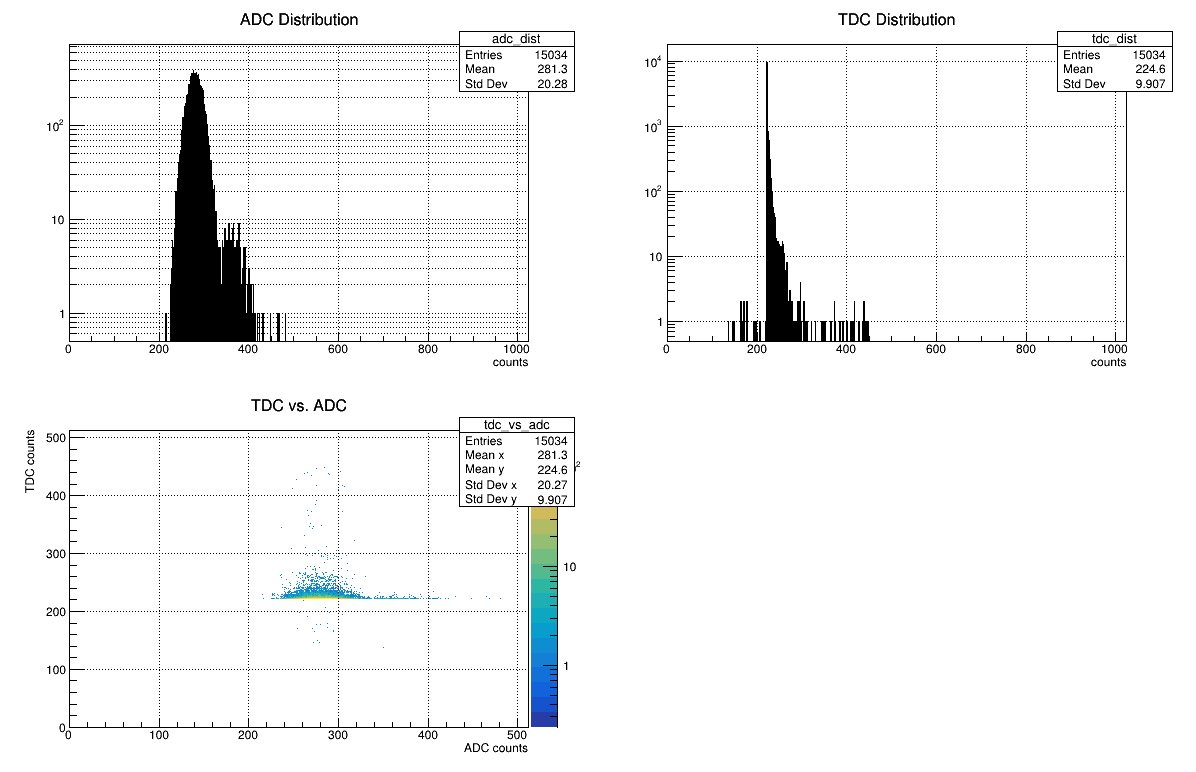 ADC Distribution
adc_dist
Entries 15034
Mean 281.3
Std Dev 20.28
10²
10
1
0 200 400 600 800 1000
counts
TDC Distribution
tdc_dist
Entries 15034
Mean 224.6
Std Dev 9.907
10⁴
10³
10²
10
1
0 200 400 600 800 1000
counts
TDC vs. ADC
tdc_vs_adc
Entries 15034
Mean x 281.3
Mean y 224.6
Std Dev x 20.27
Std Dev y 9.907
TDC counts
500
400
300
200
100
0
0 100 200 300 400 500
ADC counts
10
1